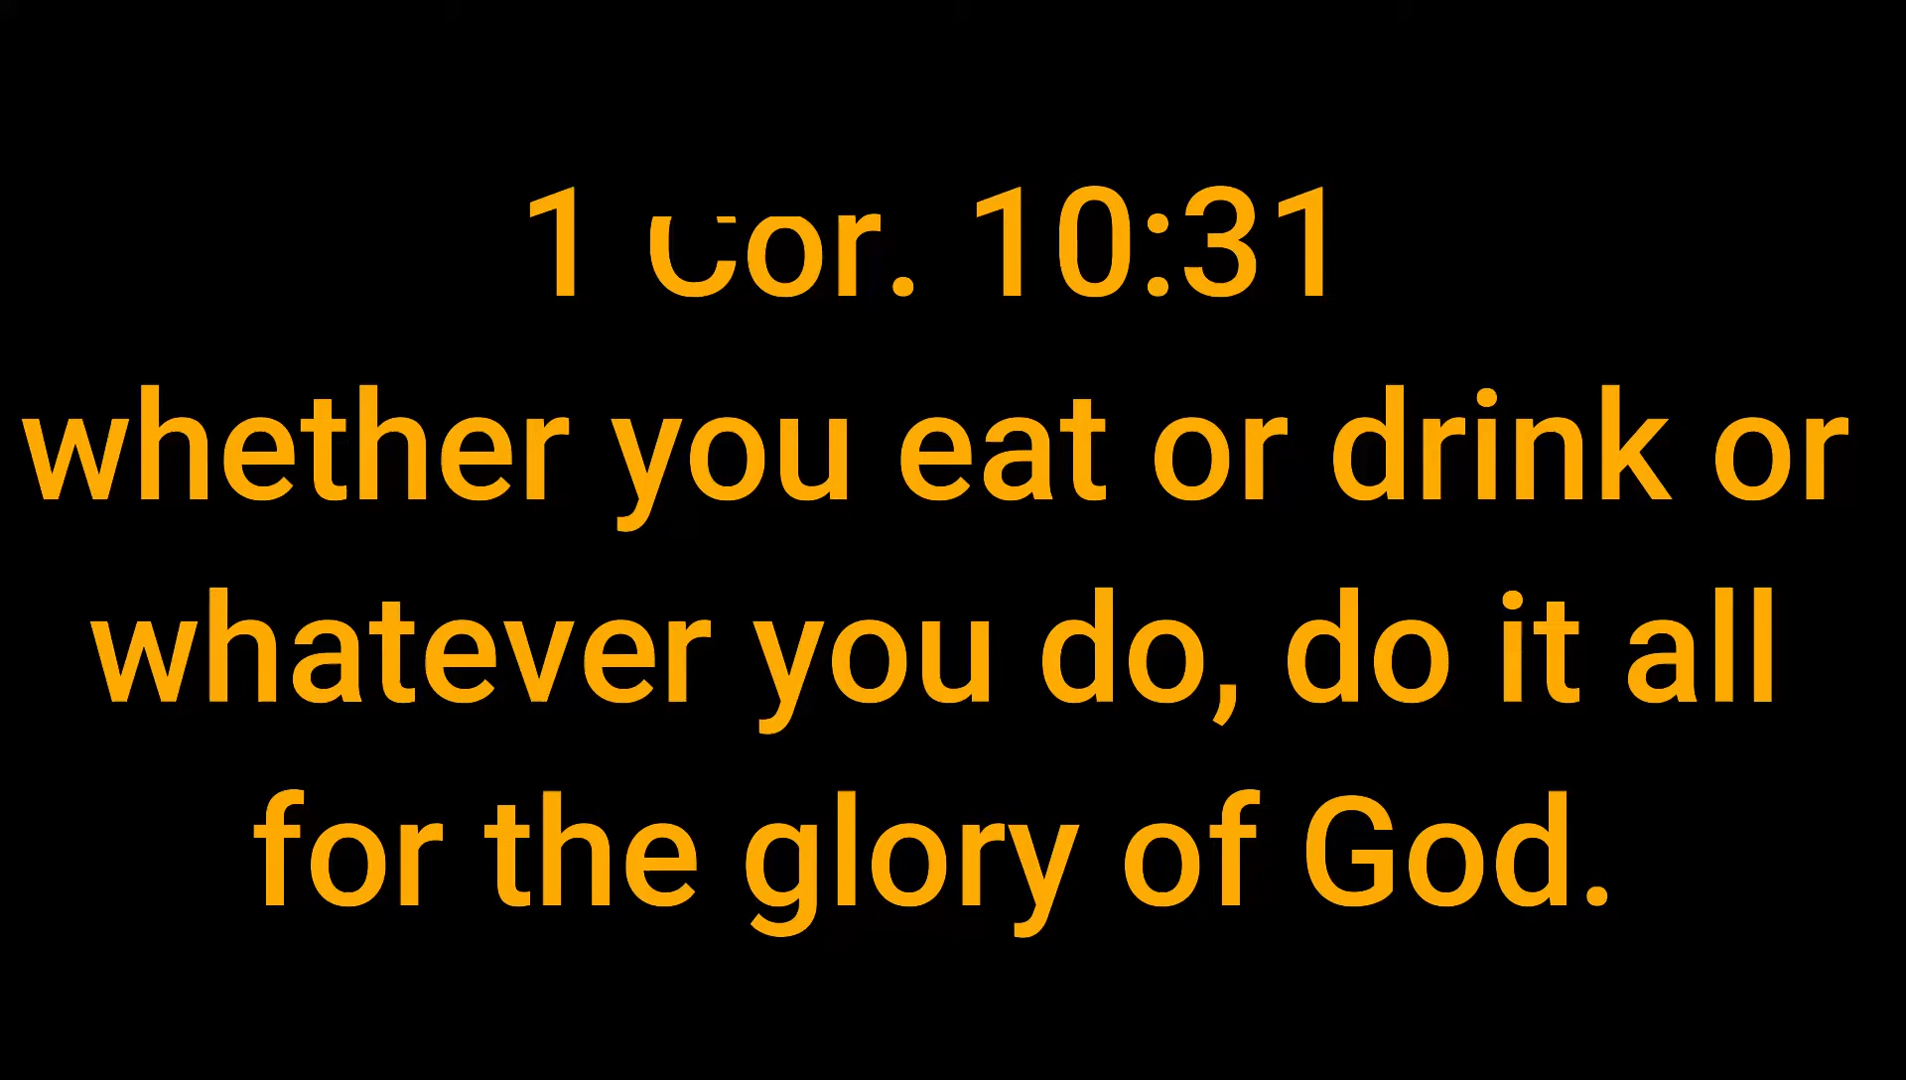 1 Cor. 10:31
whether you eat or drink or
whatever you do, do it all
for the glory of God.